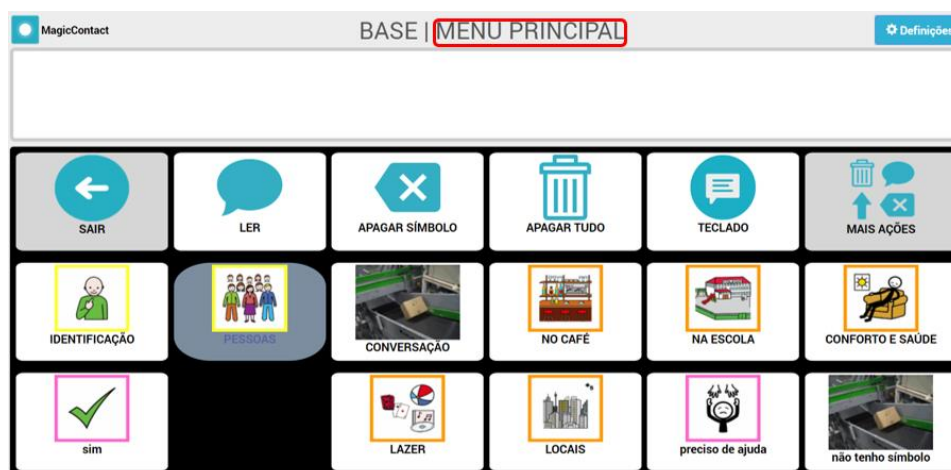 MagicContact
BASE | MENU PRINCIPAL
Definições
SAIR
LER
APAGAR SÍMBOLO
APAGAR TUDO
TECLADO
MAIS AÇÕES
IDENTIFICAÇÃO
PESSOAS
CONVERSAÇÃO
NO CAFÉ
NA ESCOLA
CONFORTO E SAÚDE
sim
LAZER
LOCAIS
preciso de ajuda
não tenho símbolo